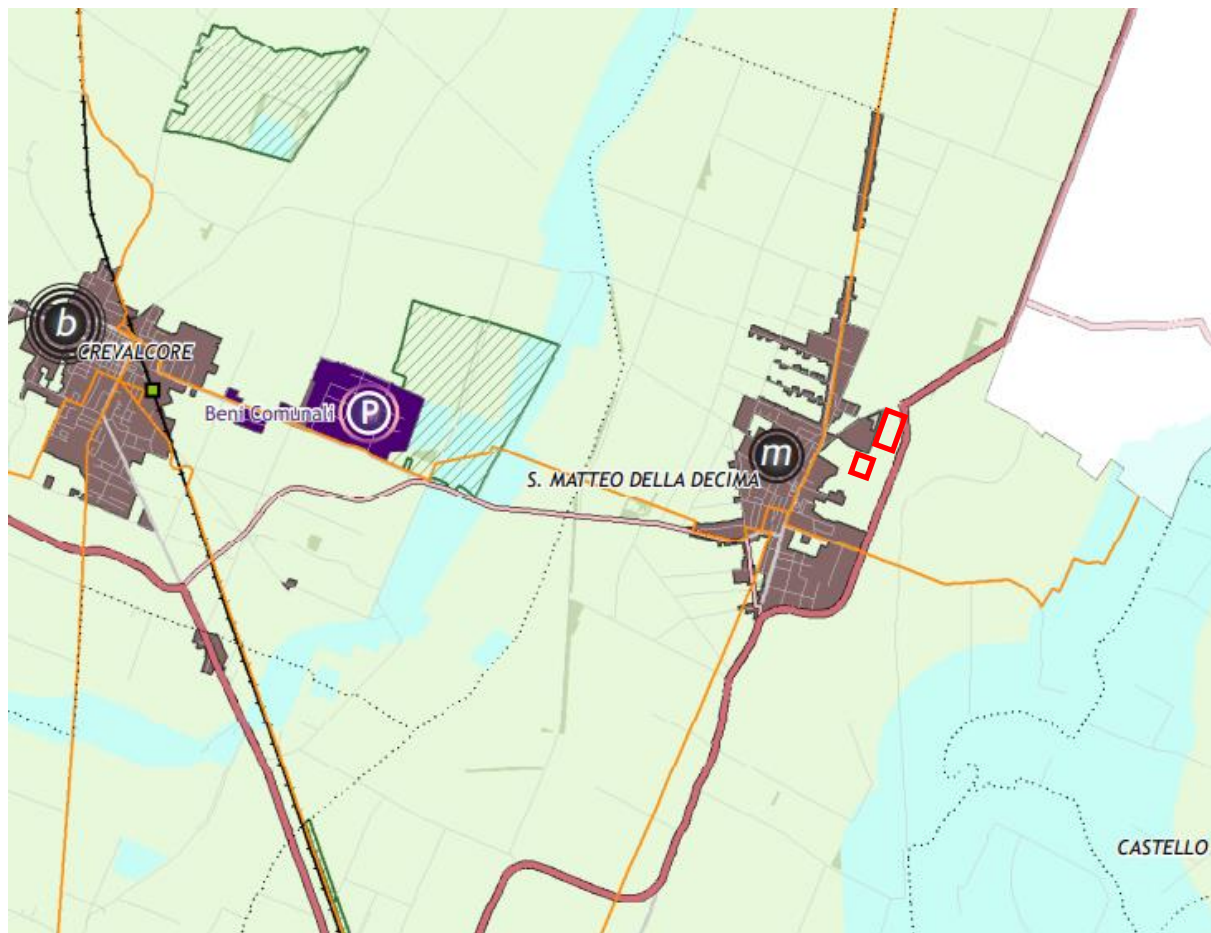 b
CREVALCORE
Beni Comunali
P
m
S. MATTEO DELLA DECIMA
CASTELLO